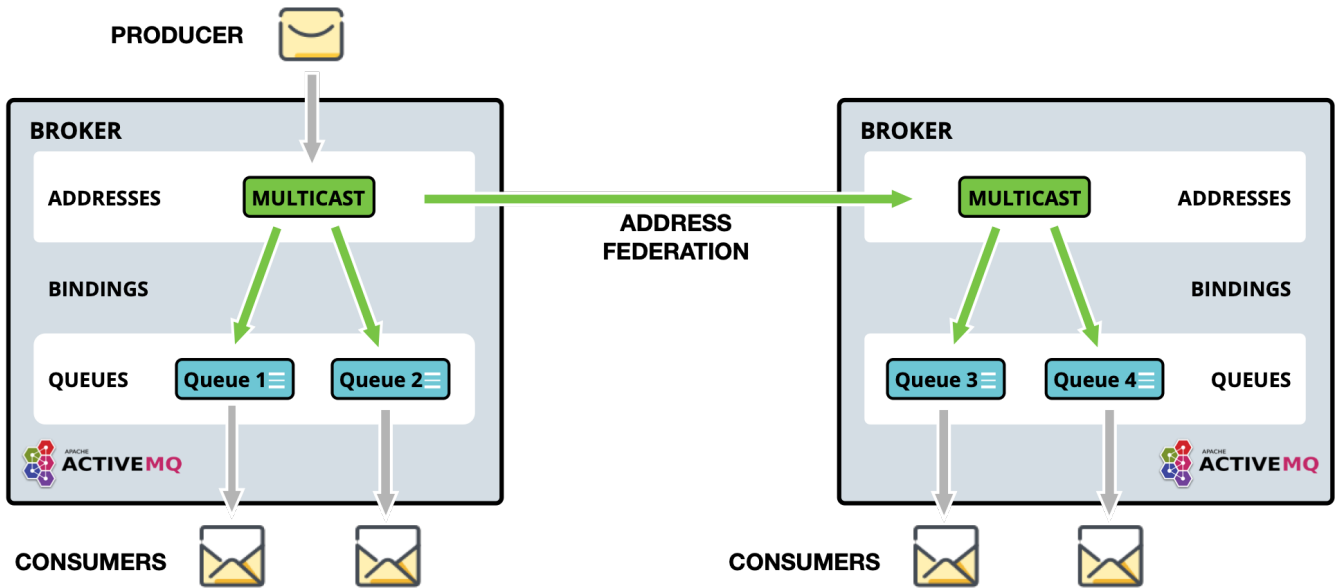 PRODUCER
BROKER
ADDRESSES
MULTICAST
BINDINGS
QUEUES
Queue 1
Queue 2
APACHE
ACTIVEMQ
CONSUMERS
ADDRESS
FEDERATION
BROKER
MULTICAST
ADDRESSES
BINDINGS
Queue 3
Queue 4
QUEUES
APACHE
ACTIVEMQ
CONSUMERS